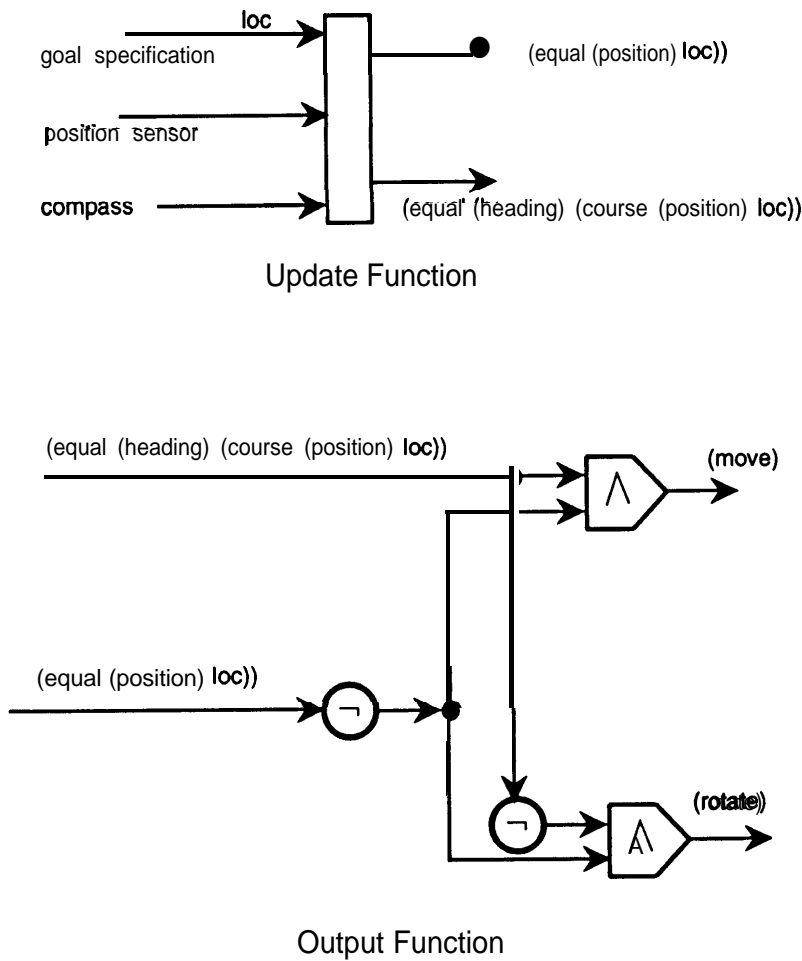 loc
goal specification
(equal (position) loc))
position sensor
compass
(equal (heading) (course (position) loc))
Update Function
(equal (heading) (course (position) loc))
(move)
∧
(equal (position) loc))
¬
(rotate)
¬
∧
Output Function